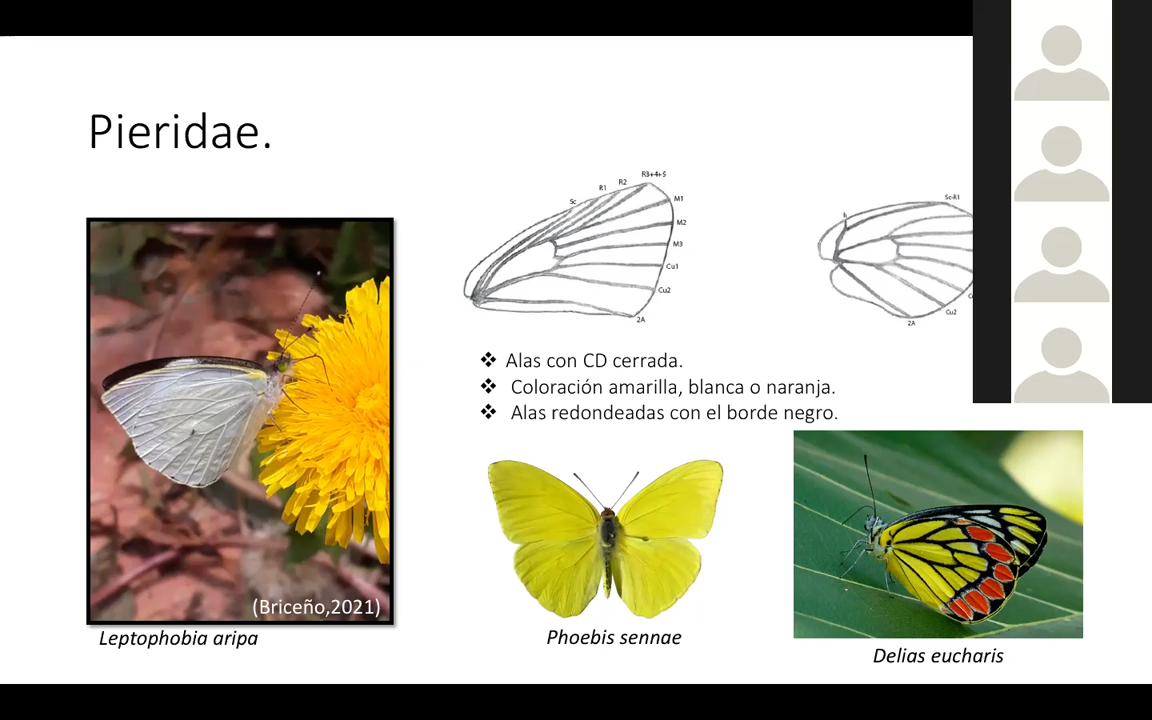 Pieridae.
R3+4+5
R2
R1
Sc
M1
M2
M3
Cu1
Cu2
2A
Sc-R1
h
Cu2
2A
❖ Alas con CD cerrada.
❖ Coloración amarilla, blanca o naranja.
❖ Alas redondeadas con el borde negro.
(Briceño,2021)
Leptophobia aripa
Phoebis sennae
Delias eucharis